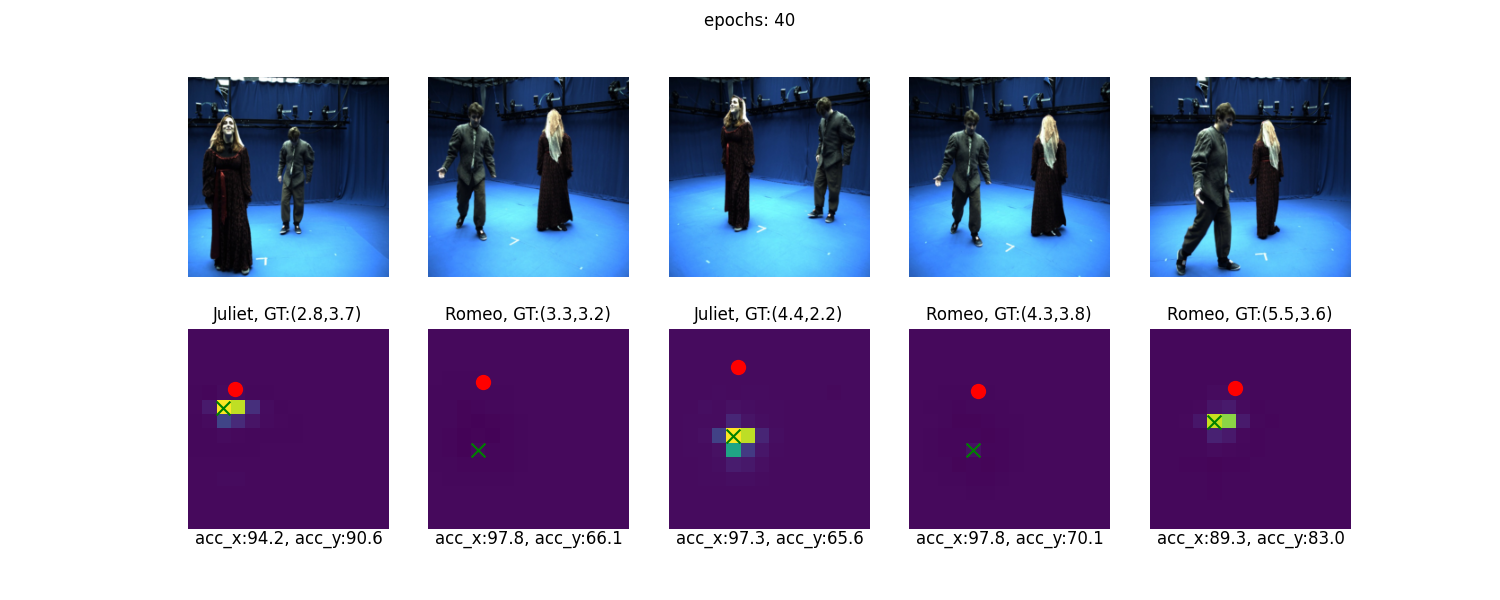 epochs: 40
Juliet, GT:(2.8,3.7)
Romeo, GT:(3.3,3.2)
Juliet, GT:(4.4,2.2)
Romeo, GT:(4.3,3.8)
Romeo, GT:(5.5,3.6)
acc_x:94.2, acc_y:90.6
acc_x:97.8, acc_y:66.1
acc_x:97.3, acc_y:65.6
acc_x:97.8, acc_y:70.1
acc_x:89.3, acc_y:83.0